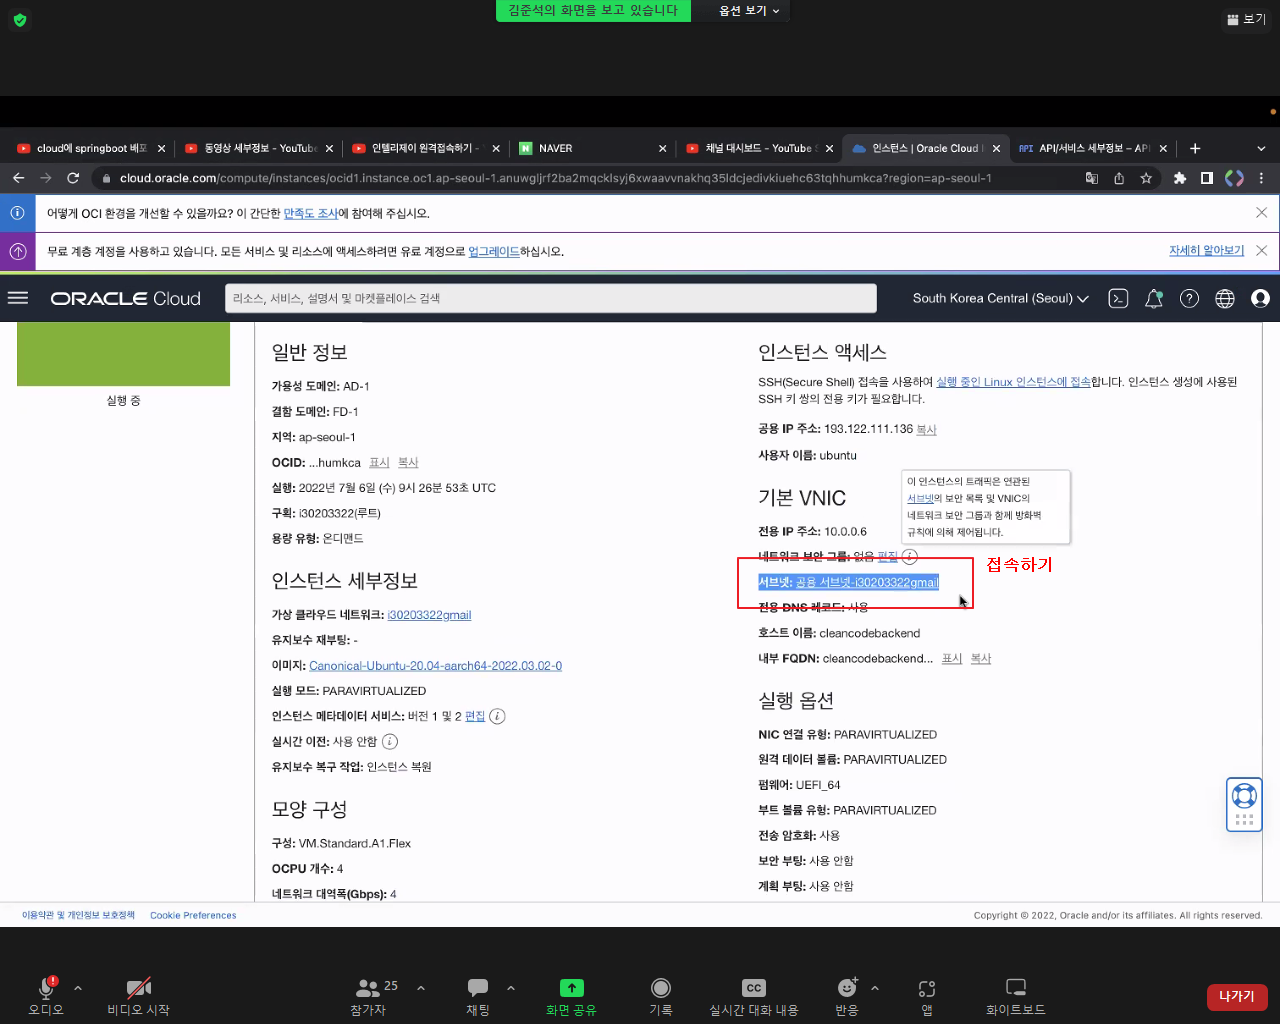 김준석의 화면을 보고 있습니다
옵션 보기
보기
cloud에 springboot 배포
동영상 세부정보 - YouTube
인텔리제이 원격접속하기 -
NAVER
채널 대시보드 - YouTube S
인스턴스 | Oracle Cloud I
API API/서비스 세부정보 – API
cloud.oracle.com/compute/instances/ocid1.instance.oc1.ap-seoul-1.anuwgljrf2ba2mqcklsyj6xwaavvnakhq35ldcjedivkiuehc63tqhhumkca?region=ap-seoul-1
어떻게 OCI 환경을 개선할 수 있을까요? 이 간단한 만족도 조사에 참여해 주십시오.
무료 계층 계정을 사용하고 있습니다. 모든 서비스 및 리소스에 액세스하려면 유료 계정으로 업그레이드하십시오.
자세히 알아보기
ORACLE Cloud
리소스, 서비스, 설명서 및 마켓플레이스 검색
South Korea Central (Seoul)
실행 중
일반 정보
가용성 도메인: AD-1
결함 도메인: FD-1
지역: ap-seoul-1
OCID: ...humkca 표시 복사
실행: 2022년 7월 6일 (수) 9시 26분 53초 UTC
구획: i30203322(루트)
용량 유형: 온디맨드
인스턴스 세부정보
가상 클라우드 네트워크: i30203322gmail
유지보수 재부팅: -
이미지: Canonical-Ubuntu-20.04-aarch64-2022.03.02-0
실행 모드: PARAVIRTUALIZED
인스턴스 메타데이터 서비스: 버전 1 및 2 편집
실시간 이전: 사용 안함
유지보수 복구 작업: 인스턴스 복원
모양 구성
구성: VM.Standard.A1.Flex
OCPU 개수: 4
네트워크 대역폭(Gbps): 4
인스턴스 액세스
SSH(Secure Shell) 접속을 사용하여 실행 중인 Linux 인스턴스에 접속합니다. 인스턴스 생성에 사용된
SSH 키 쌍의 전용 키가 필요합니다.
공용 IP 주소: 193.122.111.136 복사
사용자 이름: ubuntu
이 인스턴스의 트래픽은 연관된
서브넷의 보안 목록 및 VNIC의
네트워크 보안 그룹과 함께 방화벽
규칙에 의해 제어됩니다.
기본 VNIC
전용 IP 주소: 10.0.0.6
네트워크 보안 그룹: 없음 편집
접속하기
서브넷: 공용 서브넷-i30203322gmail
전용 DNS 레코드: 사용
호스트 이름: cleancodebackend
내부 FQDN: cleancodebackend... 표시 복사
실행 옵션
NIC 연결 유형: PARAVIRTUALIZED
원격 데이터 볼륨: PARAVIRTUALIZED
펌웨어: UEFI_64
부트 볼륨 유형: PARAVIRTUALIZED
전송 암호화: 사용
보안 부팅: 사용 안함
계획 부팅: 사용 안함
이용약관 및 개인정보 보호정책 Cookie Preferences
Copyright © 2022, Oracle and/or its affiliates. All rights reserved.
25
CC
오디오
비디오 시작
참가자
채팅
화면 공유
기록
실시간 대화 내용
반응
앱
화이트보드
나가기